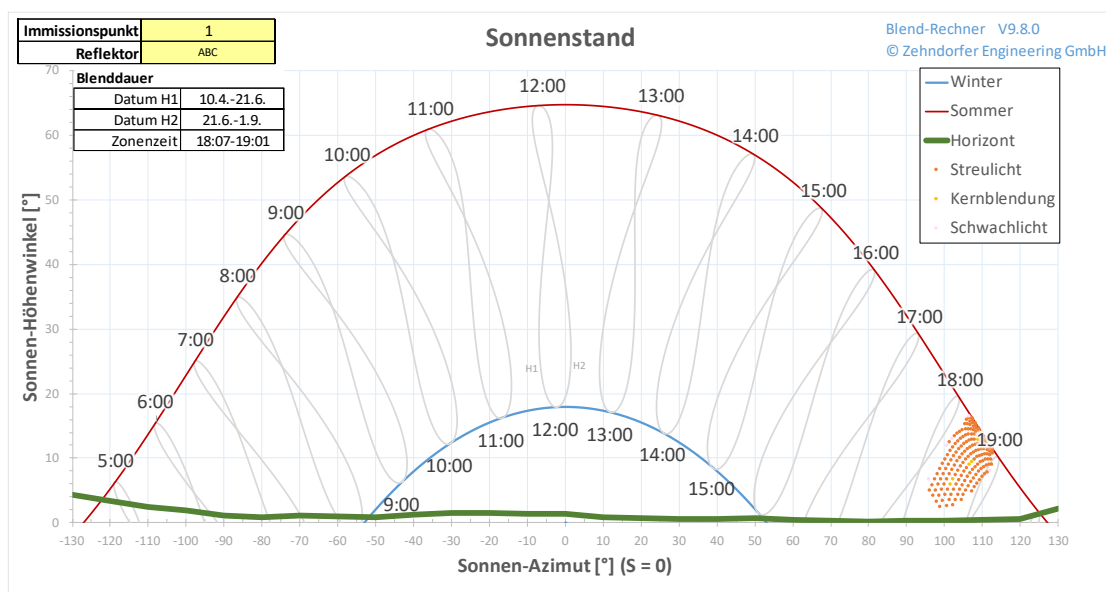 Immissionspunkt 1
Reflektor ABC
Sonnenstand
Blend-Rechner V9.8.0
© Zehndorfer Engineering GmbH
Blenddauer
Datum H1 10.4.-21.6.
Datum H2 21.6.-1.9.
Zonenzeit 18:07-19:01
Winter
Sommer
Horizont
Streulicht
Kernblendung
Schwachlicht
Sonnen-Höhenwinkel [°]
70
60
50
40
30
20
10
0
5:00
6:00
7:00
8:00
9:00
10:00
11:00
12:00
13:00
14:00
15:00
16:00
17:00
18:00
19:00
H1 H2
9:00
10:00
11:00
12:00
13:00
14:00
15:00
-130 -120 -110 -100 -90 -80 -70 -60 -50 -40 -30 -20 -10 0 10 20 30 40 50 60 70 80 90 100 110 120 130
Sonnen-Azimut [°] (S = 0)